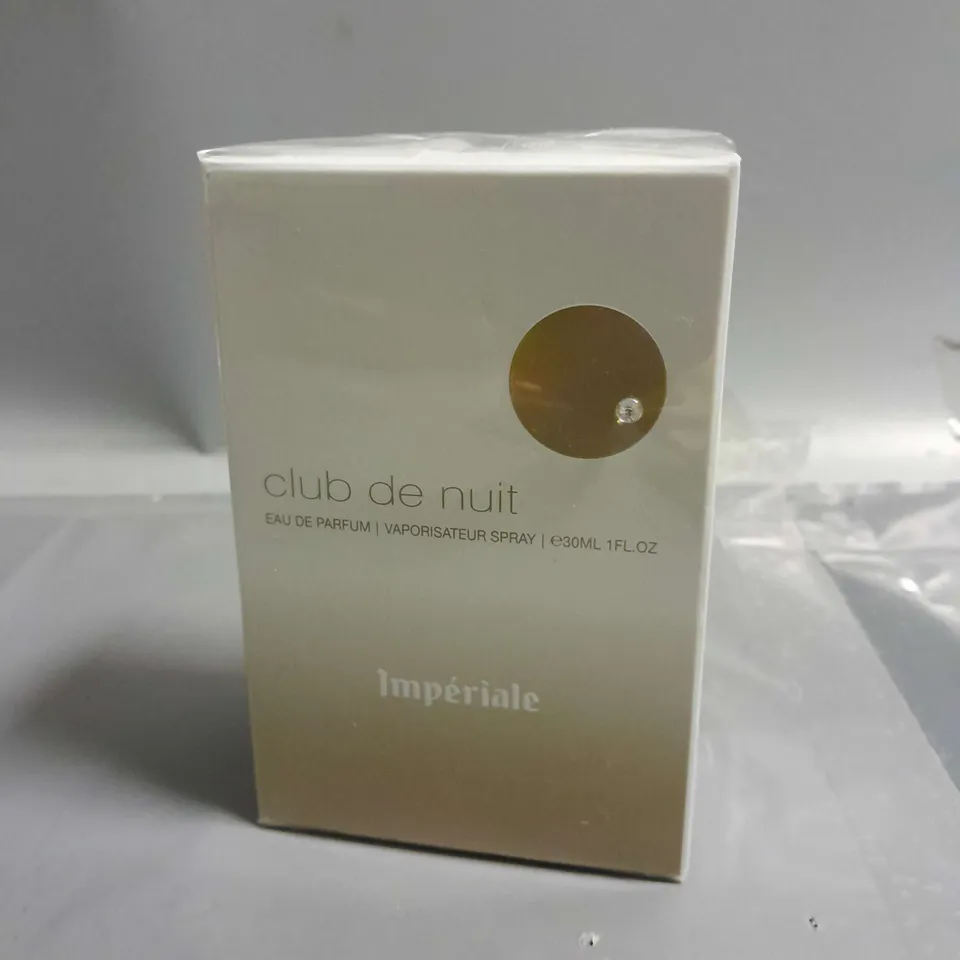 club de nuit
EAU DE PARFUM | VAPORISATEUR SPRAY | ℮30ML 1FL.OZ
Impériale